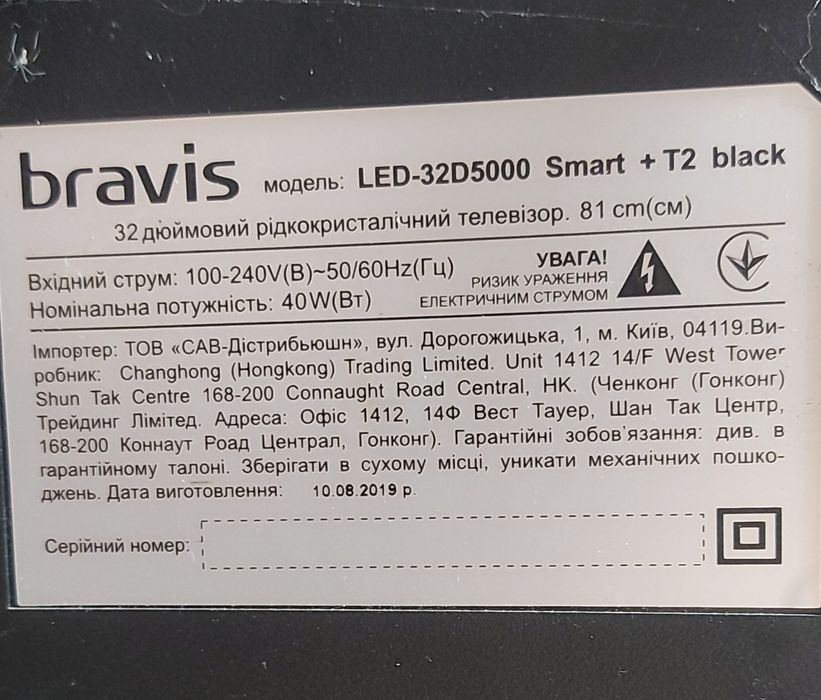 bravis модель: LED-32D5000 Smart + T2 black
32 дюймовий рідкокристалічний телевізор. 81 cm(см)
Вхідний струм: 100-240V(В)~50/60Hz(Гц)
Номінальна потужність: 40W(Вт)
УВАГА!
РИЗИК УРАЖЕННЯ
ЕЛЕКТРИЧНИМ СТРУМОМ
Імпортер: ТОВ «САВ-Дістрибьюшн», вул. Дорогожицька, 1, м. Київ, 04119.Ви-
робник: Changhong (Hongkong) Trading Limited. Unit 1412 14/F West Tower
Shun Tak Centre 168-200 Connaught Road Central, HK. (Ченконг (Гонконг)
Трейдинг Лімітед. Адреса: Офіс 1412, 14Ф Вест Тауер, Шан Так Центр,
168-200 Коннаут Роад Централ, Гонконг). Гарантійні зобов'язання: див. в
гарантійному талоні. Зберігати в сухому місці, уникати механічних пошко-
джень. Дата виготовлення: 10.08.2019 р.
Серійний номер: